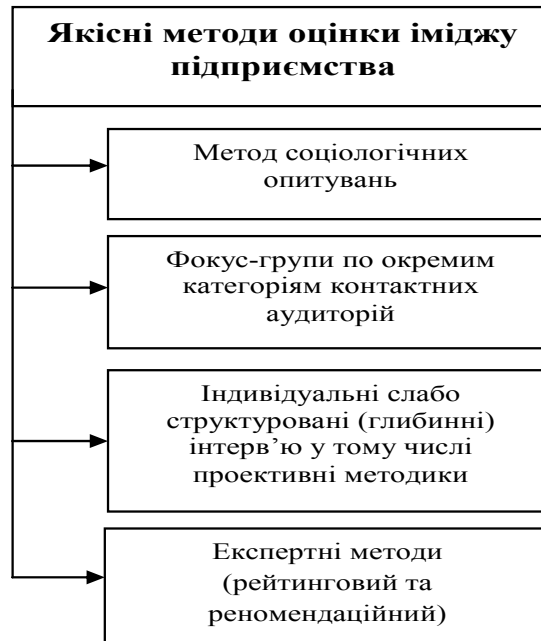 Якісні методи оцінки іміджу
підприємства
Метод соціологічних
опитувань
Фокус-групи по окремим
категоріям контактних
аудиторій
Індивідуальні слабо
структуровані (глибинні)
інтерв’ю у тому числі
проективні методики
Експертні методи
(рейтинговий та
реномендаційний)